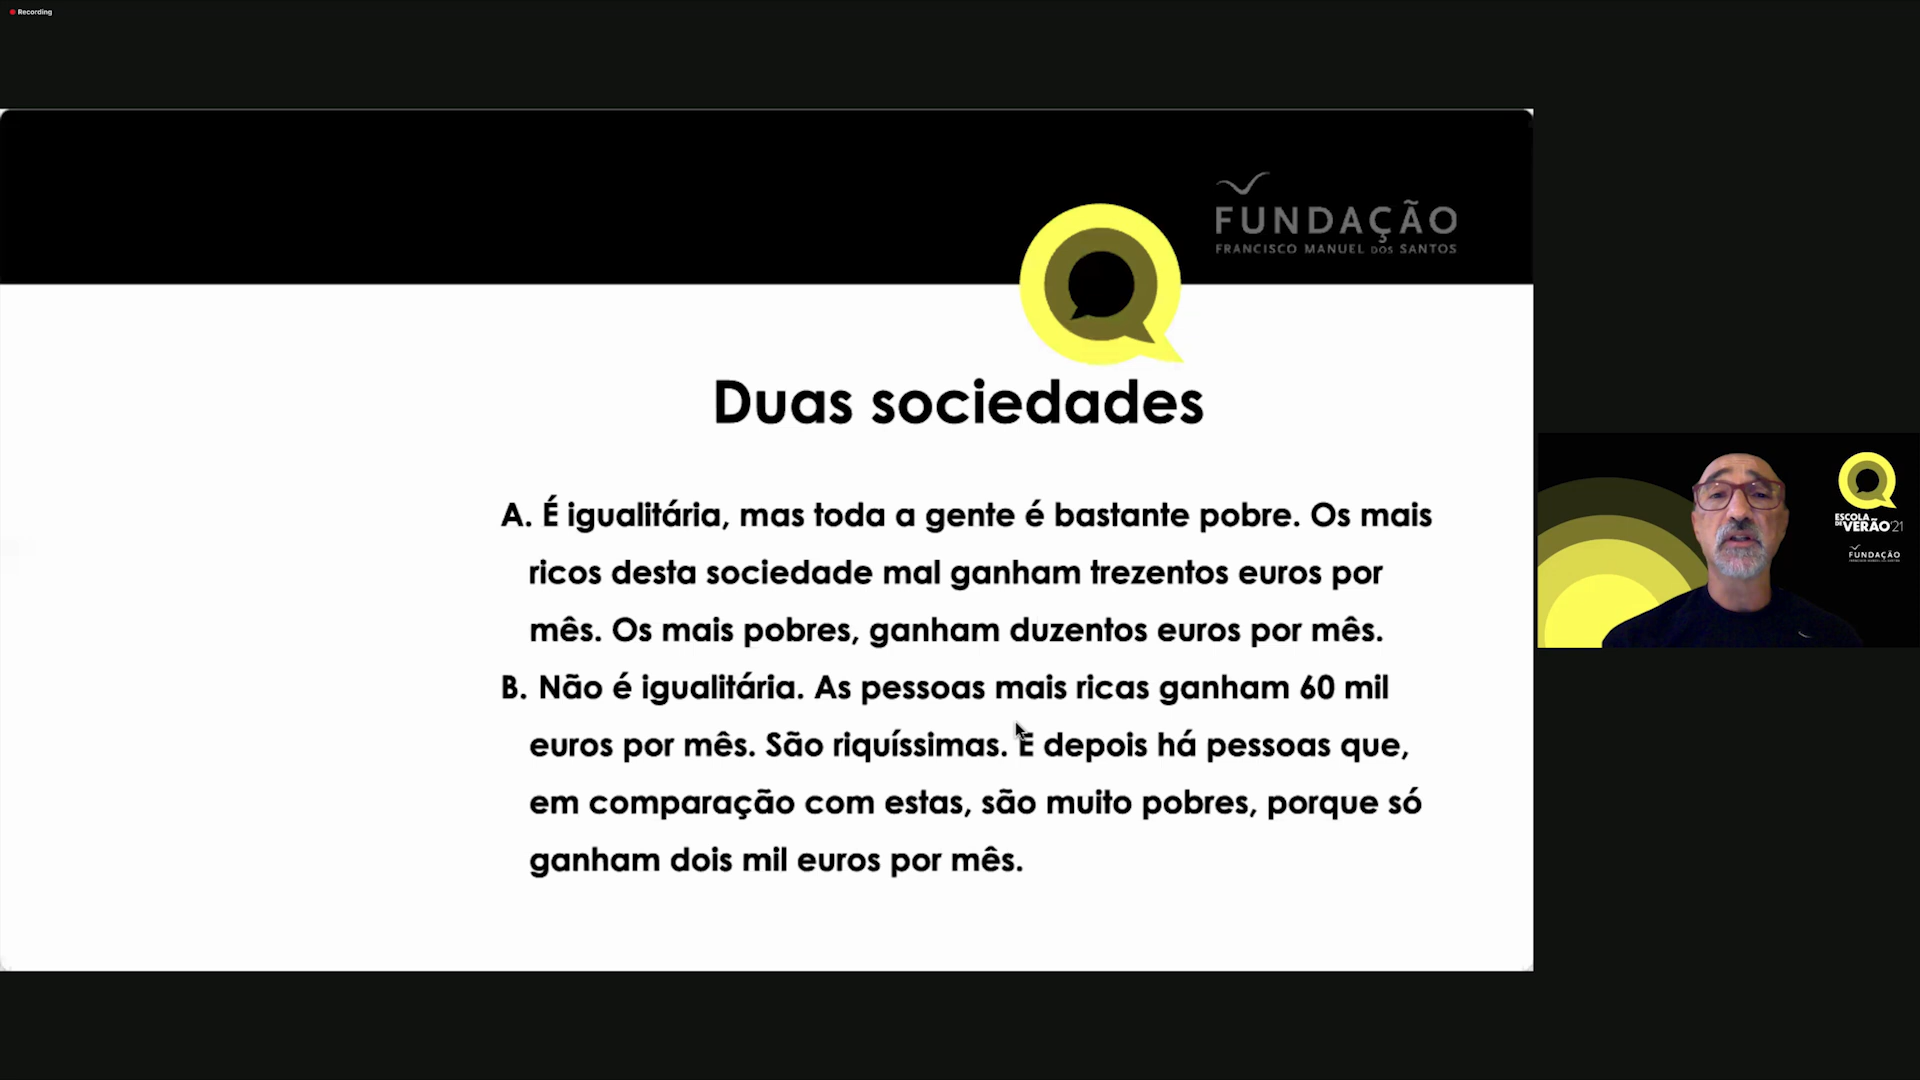 Recording
FUNDAÇÃO
FRANCISCO MANUEL DOS SANTOS
Duas sociedades
A. É igualitária, mas toda a gente é bastante pobre. Os mais
ricos desta sociedade mal ganham trezentos euros por
mês. Os mais pobres, ganham duzentos euros por mês.
B. Não é igualitária. As pessoas mais ricas ganham 60 mil
euros por mês. São riquíssimas. E depois há pessoas que,
em comparação com estas, são muito pobres, porque só
ganham dois mil euros por mês.
ESCOLA
DE VERÃO'21
FUNDAÇÃO